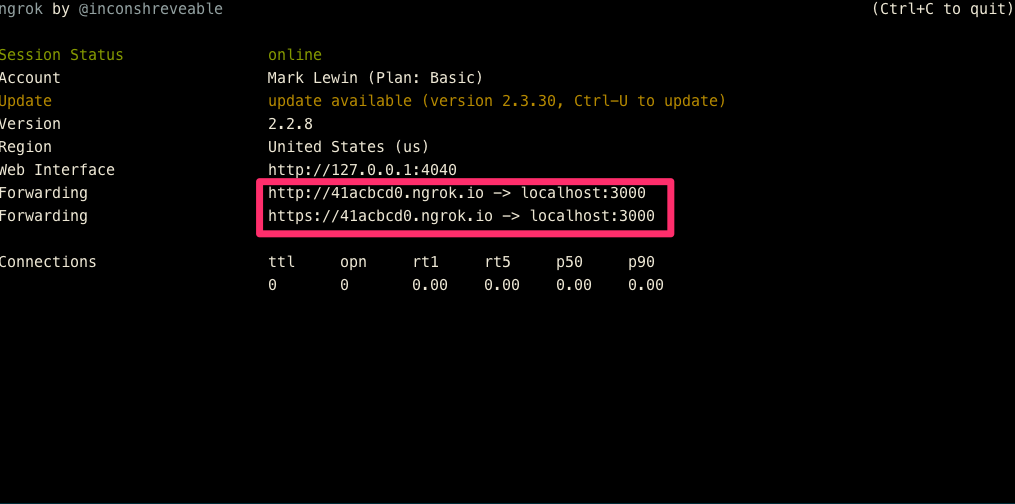 ngrok by @inconshreveable (Ctrl+C to quit)
Session Status online
Account Mark Lewin (Plan: Basic)
Update update available (version 2.3.30, Ctrl-U to update)
Version 2.2.8
Region United States (us)
Web Interface http://127.0.0.1:4040
Forwarding http://41acbcd0.ngrok.io -> localhost:3000
Forwarding https://41acbcd0.ngrok.io -> localhost:3000
Connections ttl opn rt1 rt5 p50 p90
0 0 0.00 0.00 0.00 0.00